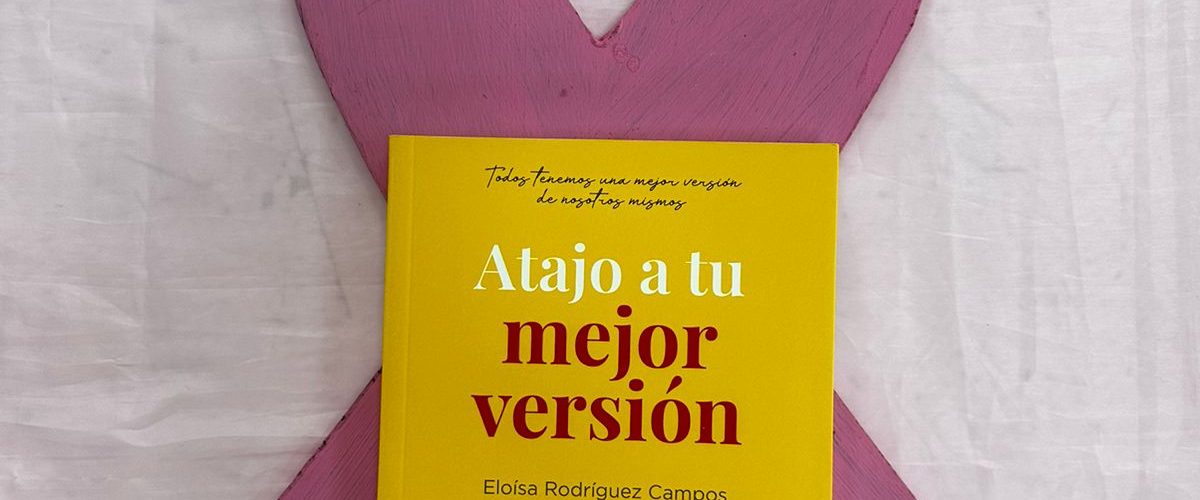 Todos tenemos una mejor versión
de nosotros mismos
Atajo a tu
mejor
versión
Eloísa Rodríguez Campos